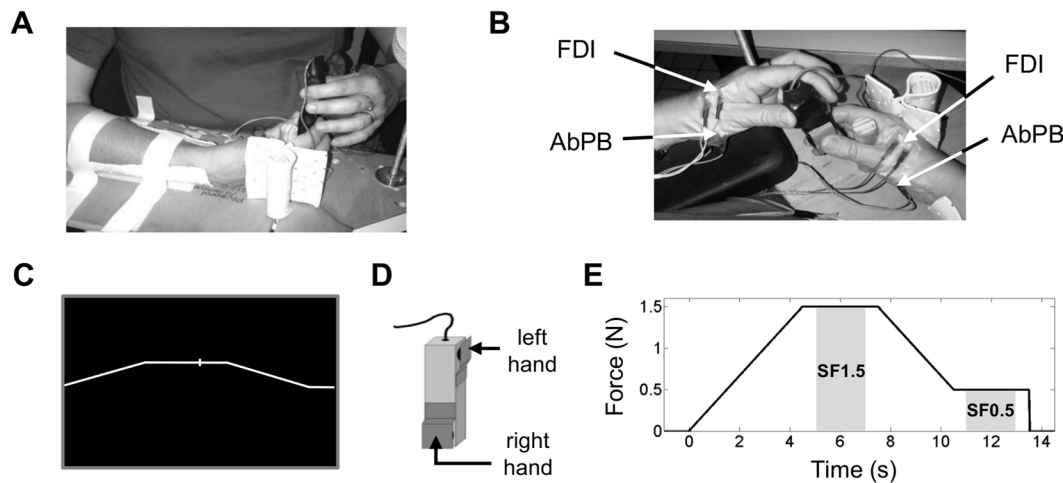 A
B
FDI
FDI
AbPB
AbPB
C
D
left
hand
right
hand
E
Force (N)
1.5
0.5
0
SF1.5
SF0.5
0 2 4 6 8 10 12 14
Time (s)